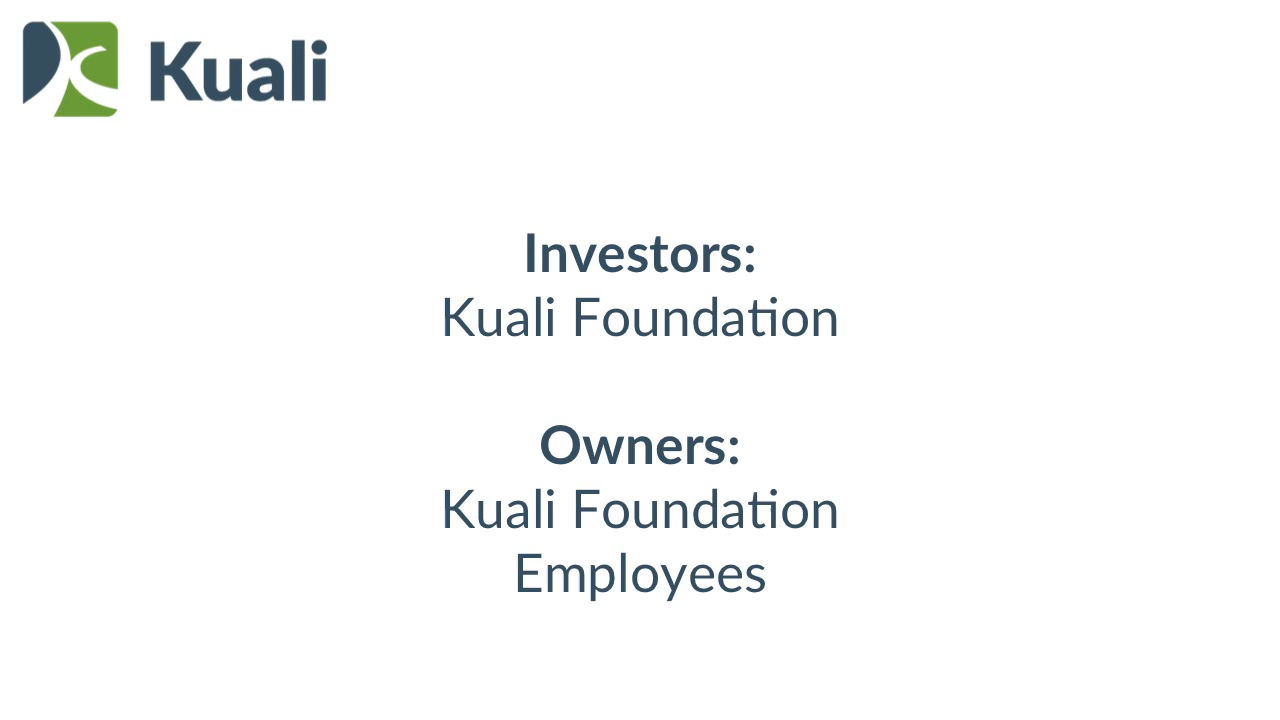 Kuali
Investors:
Kuali Foundation
Owners:
Kuali Foundation
Employees